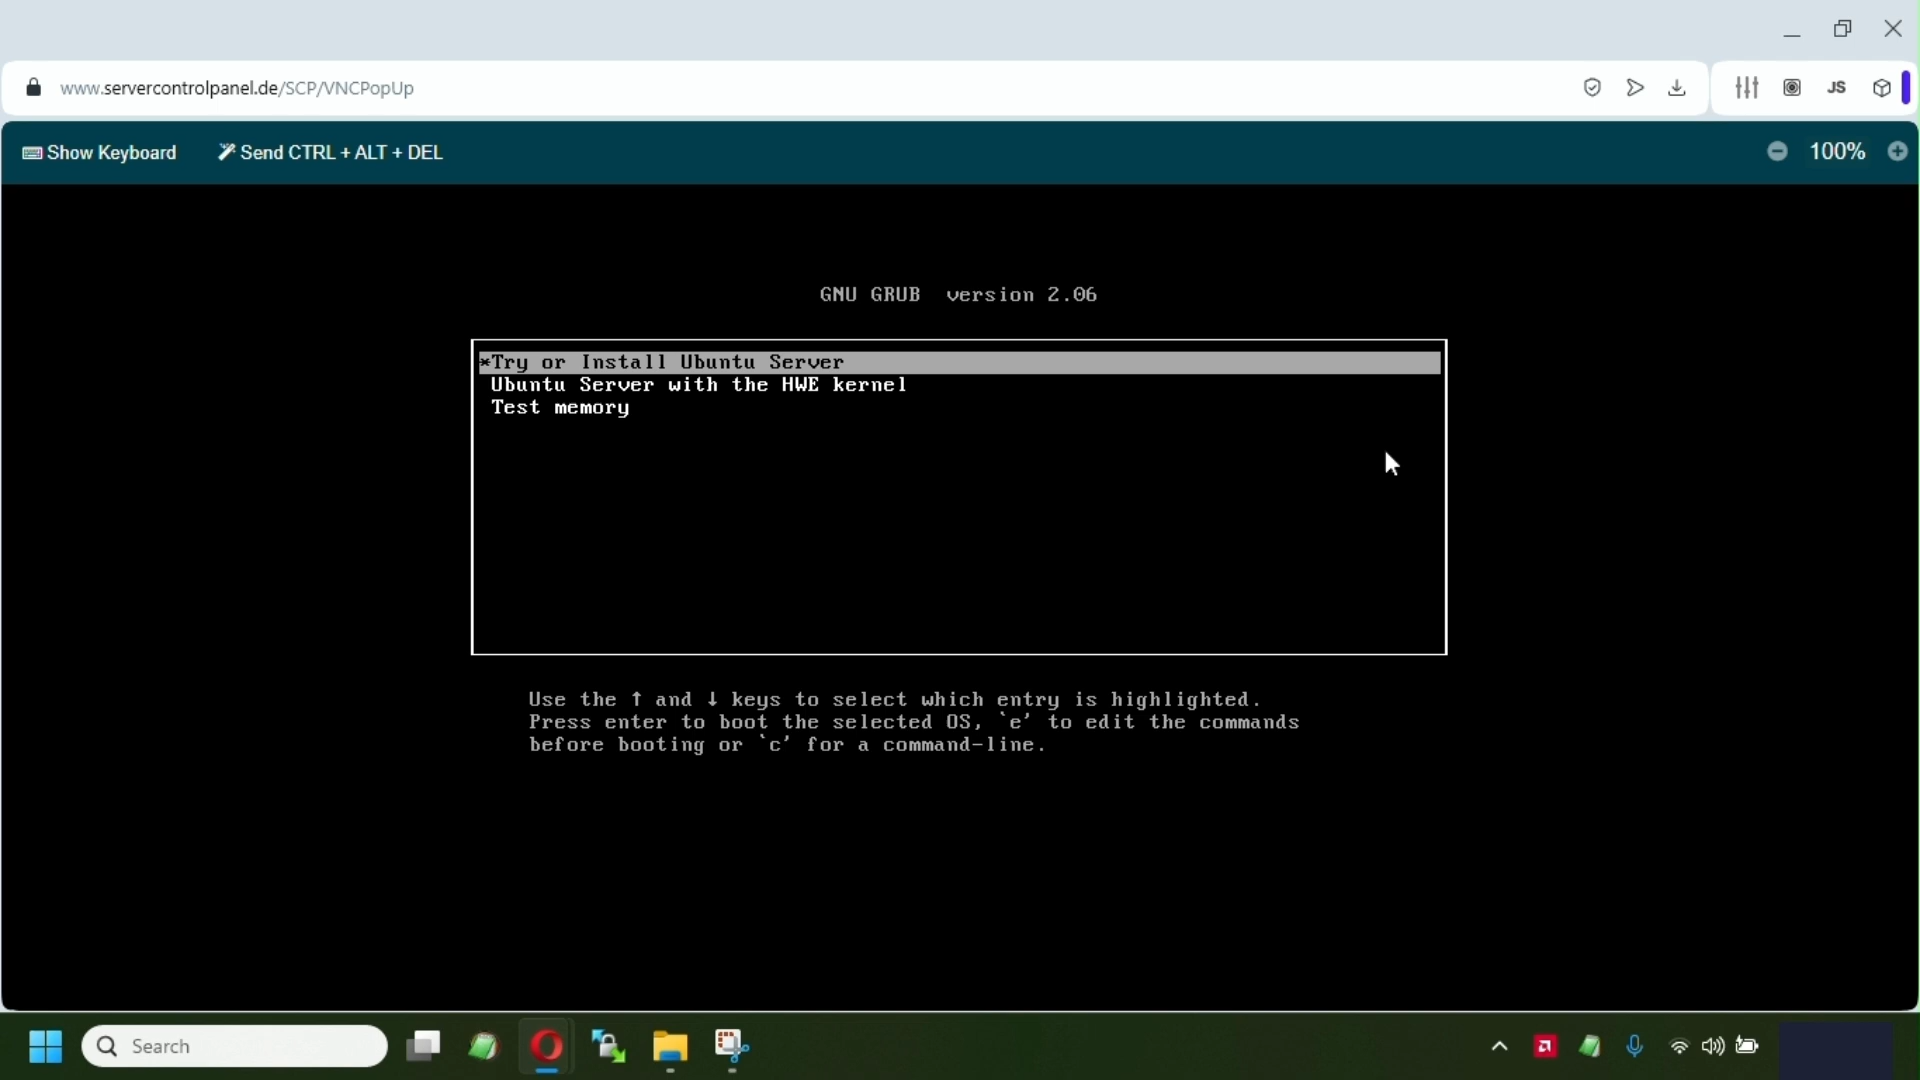 www.servercontrolpanel.de/SCP/VNCPopUp
JS
Show Keyboard
Send CTRL + ALT + DEL
100%
GNU GRUB version 2.06
*Try or Install Ubuntu Server
Ubuntu Server with the HWE kernel
Test memory
Use the ↑ and ↓ keys to select which entry is highlighted.
Press enter to boot the selected OS, `e' to edit the commands
before booting or `c' for a command-line.
Search